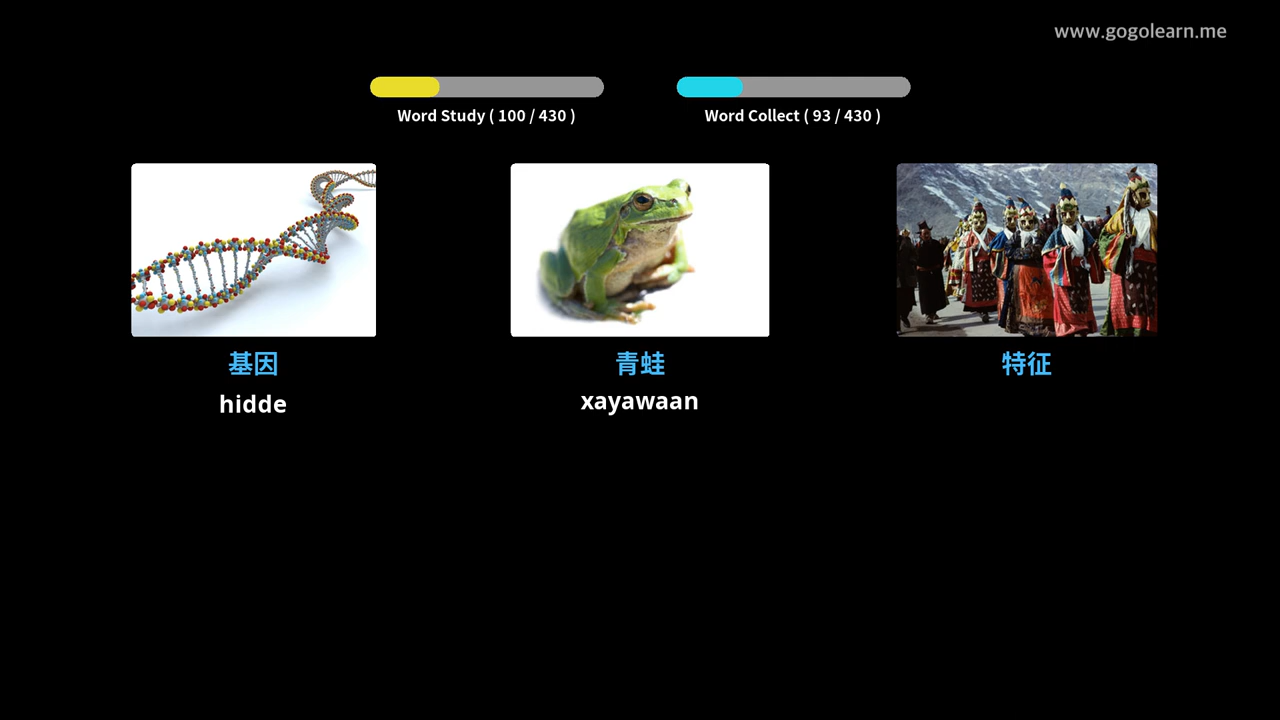 www.gogolearn.me
Word Study ( 100 / 430 )
Word Collect ( 93 / 430 )
基因
青蛙
特征
hidde
xayawaan